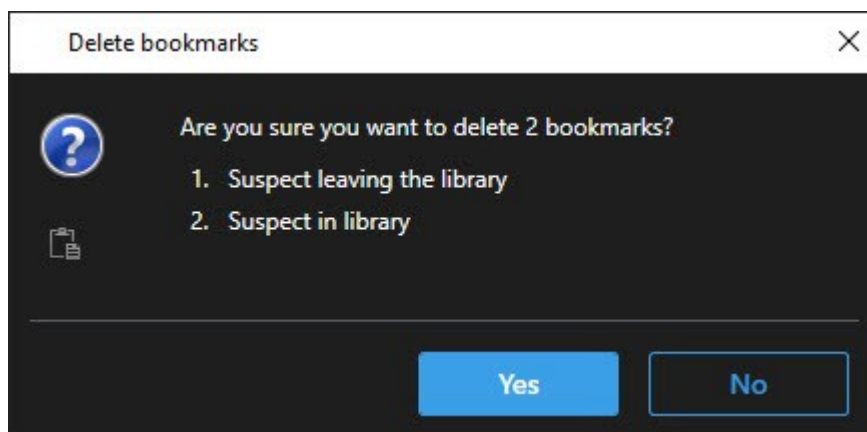 Delete bookmarks
Are you sure you want to delete 2 bookmarks?
1. Suspect leaving the library
2. Suspect in library
Yes No